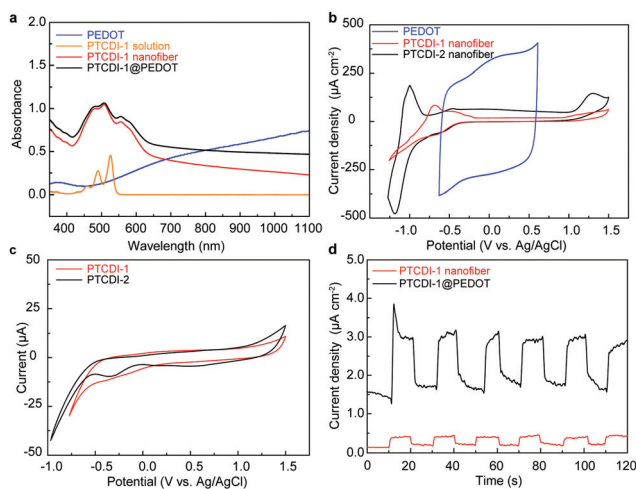 a
PEDOT
PTCDI-1 solution
PTCDI-1 nanofiber
PTCDI-1@PEDOT
2.0
1.5
1.0
0.5
0.0
Absorbance
400 500 600 700 800 900 1000 1100
Wavelength (nm)
b
PEDOT
PTCDI-1 nanofiber
PTCDI-2 nanofiber
500
250
0
-250
-500
Current density (µA cm-2)
-1.0 -0.5 0.0 0.5 1.0 1.5
Potential (V vs. Ag/AgCl)
c
PTCDI-1
PTCDI-2
50
25
0
-25
-50
Current (µA)
-1.0 -0.5 0.0 0.5 1.0 1.5
Potential (V vs. Ag/AgCl)
d
PTCDI-1 nanofiber
PTCDI-1@PEDOT
5.0
4.0
3.0
2.0
1.0
0.0
Current density (µA cm-2)
0 20 40 60 80 100 120
Time (s)